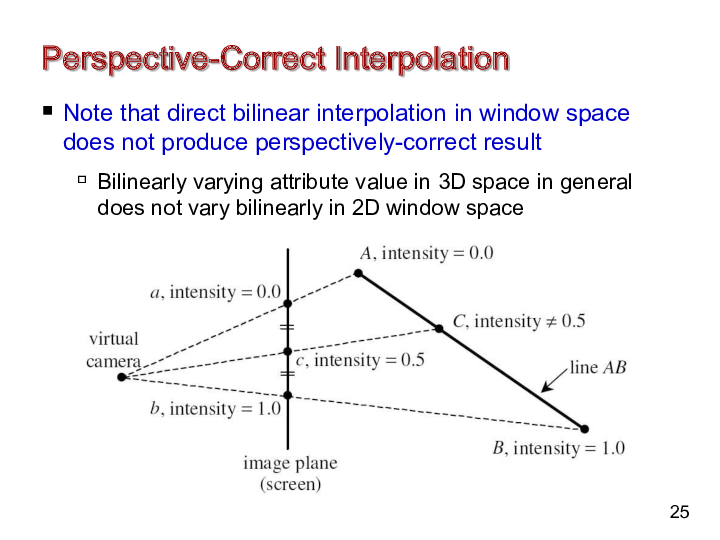 Perspective-Correct Interpolation
▪ Note that direct bilinear interpolation in window space
does not produce perspectively-correct result
▫ Bilinearly varying attribute value in 3D space in general
does not vary bilinearly in 2D window space
A, intensity = 0.0
a, intensity = 0.0
C, intensity ≠ 0.5
virtual
camera
c, intensity = 0.5
line AB
b, intensity = 1.0
B, intensity = 1.0
image plane
(screen)
25